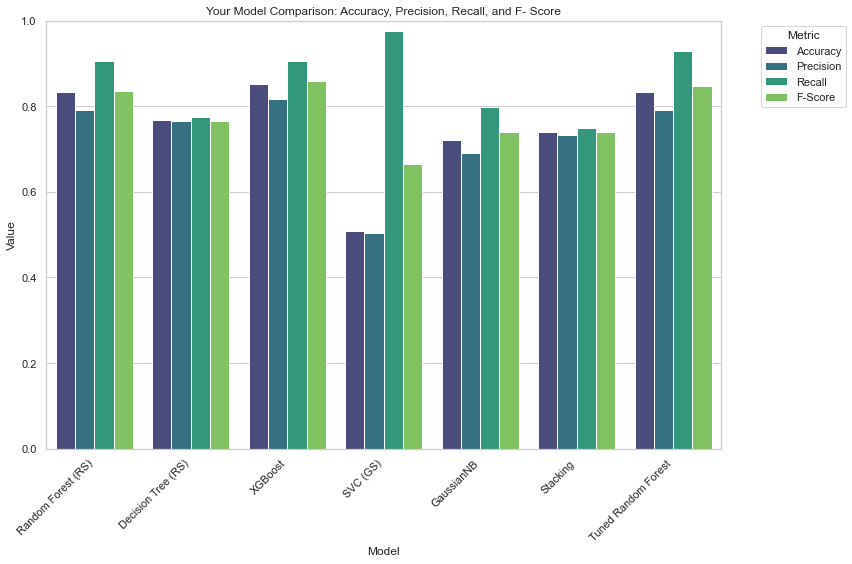 Your Model Comparison: Accuracy, Precision, Recall, and F- Score
Metric
Accuracy
Precision
Recall
F-Score
Value
1.0
0.8
0.6
0.4
0.2
0.0
Random Forest (RS)
Decision Tree (RS)
XGBoost
SVC (GS)
GaussianNB
Stacking
Tuned Random Forest
Model